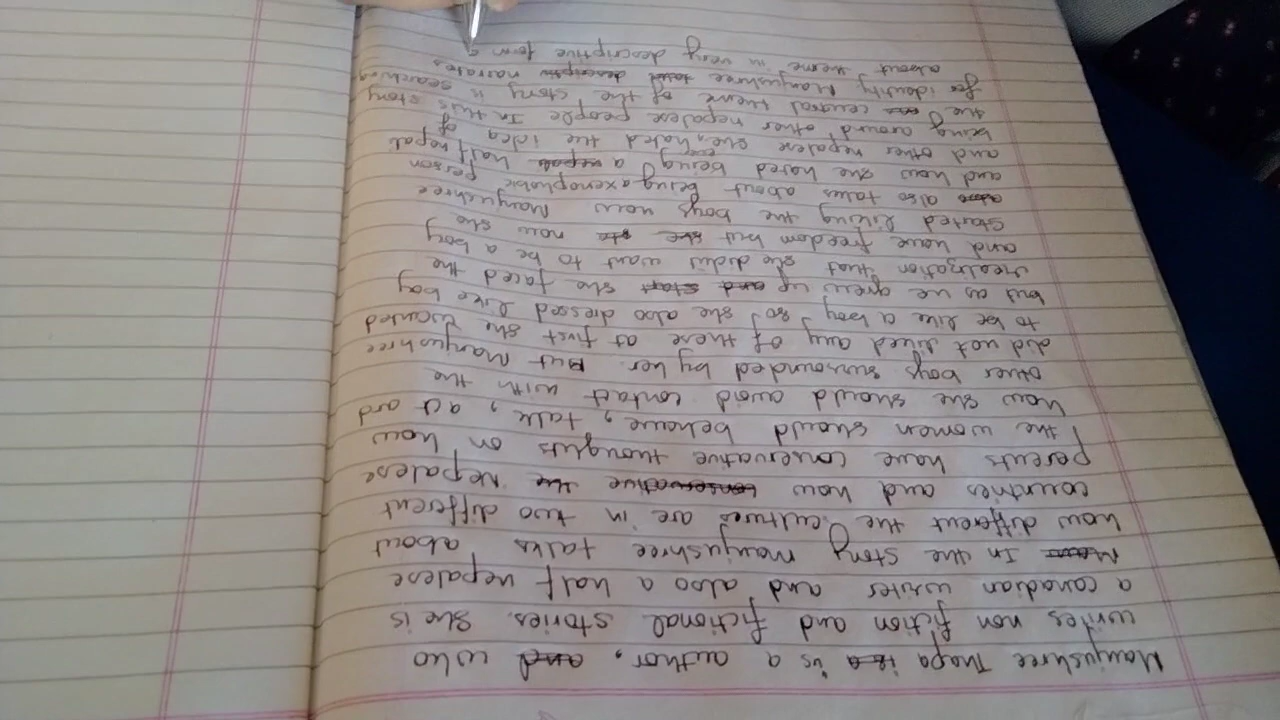 Manjushree Thapa is a author, who
writes non fiction and fictional stories. She is
a canadian writer and also a half nepalese
In the story manjushree talks about
how different the cultures are in two different
countries and how Nepalese
perents have conservative thoughts on how
the women should behave, talk, act and
how she should avoid contact with the
other boys surrounded by her. But Manjushree
did not liked any of these at first she wanted
to be like a boy, so she also dressed like boy
but as we grew up she faced the
realization that she didn't want to be a boy
and have freedom but now she
started liking the boys now Manjushree
also talks about being a xenophobic person
and how she hated being a half nepali
and other nepalese she, hated the idea of
being around other nepalese people In this story
the central theme of the story is searching
for identity Manjushree narrates
about theme in very descriptive form